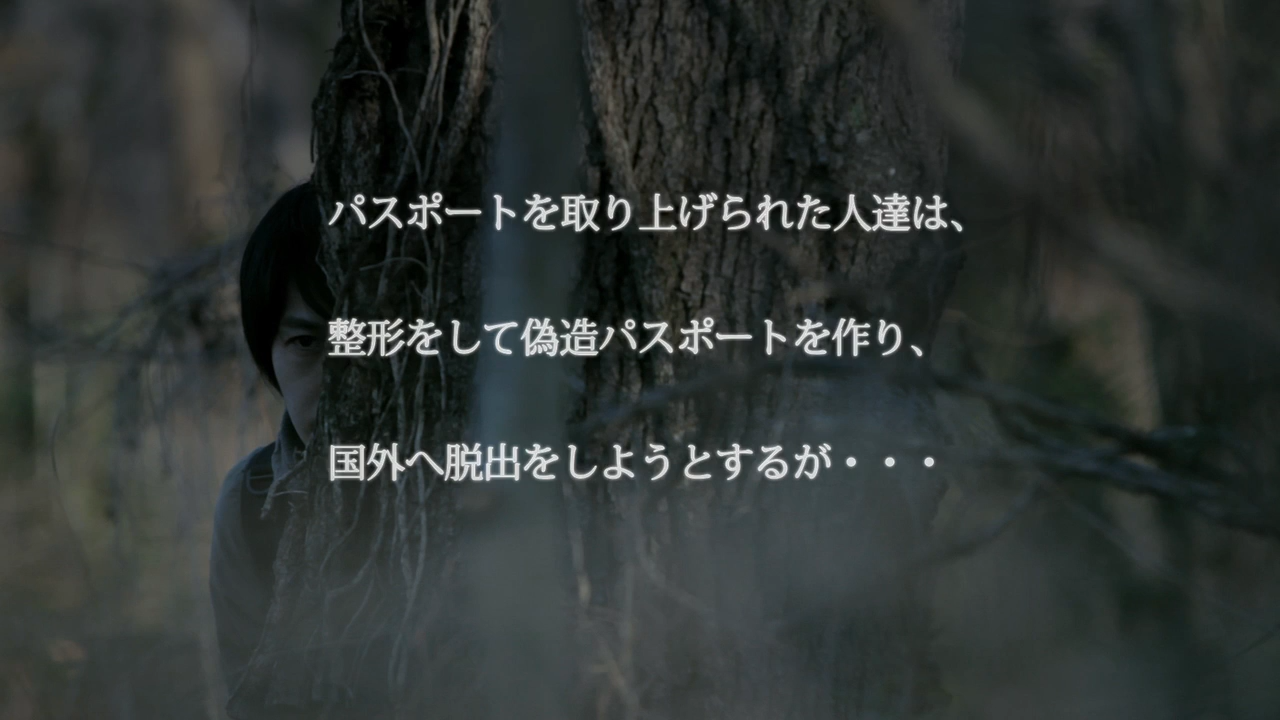 パスポートを取り上げられた人達は、
整形をして偽造パスポートを作り、
国外へ脱出をしようとするが・・・